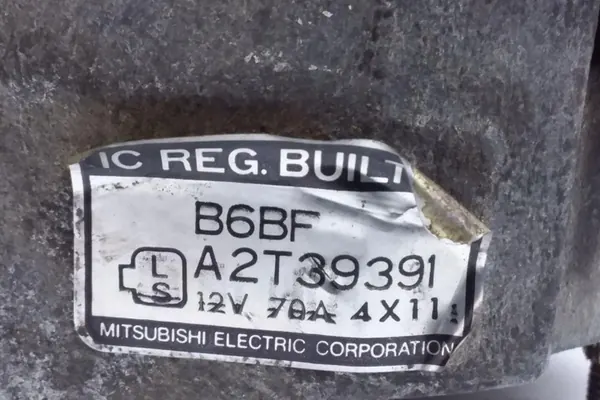 IC REG. BUILT
B6BF
L A2T39391
S 12V 70A 4X11
MITSUBISHI ELECTRIC CORPORATION